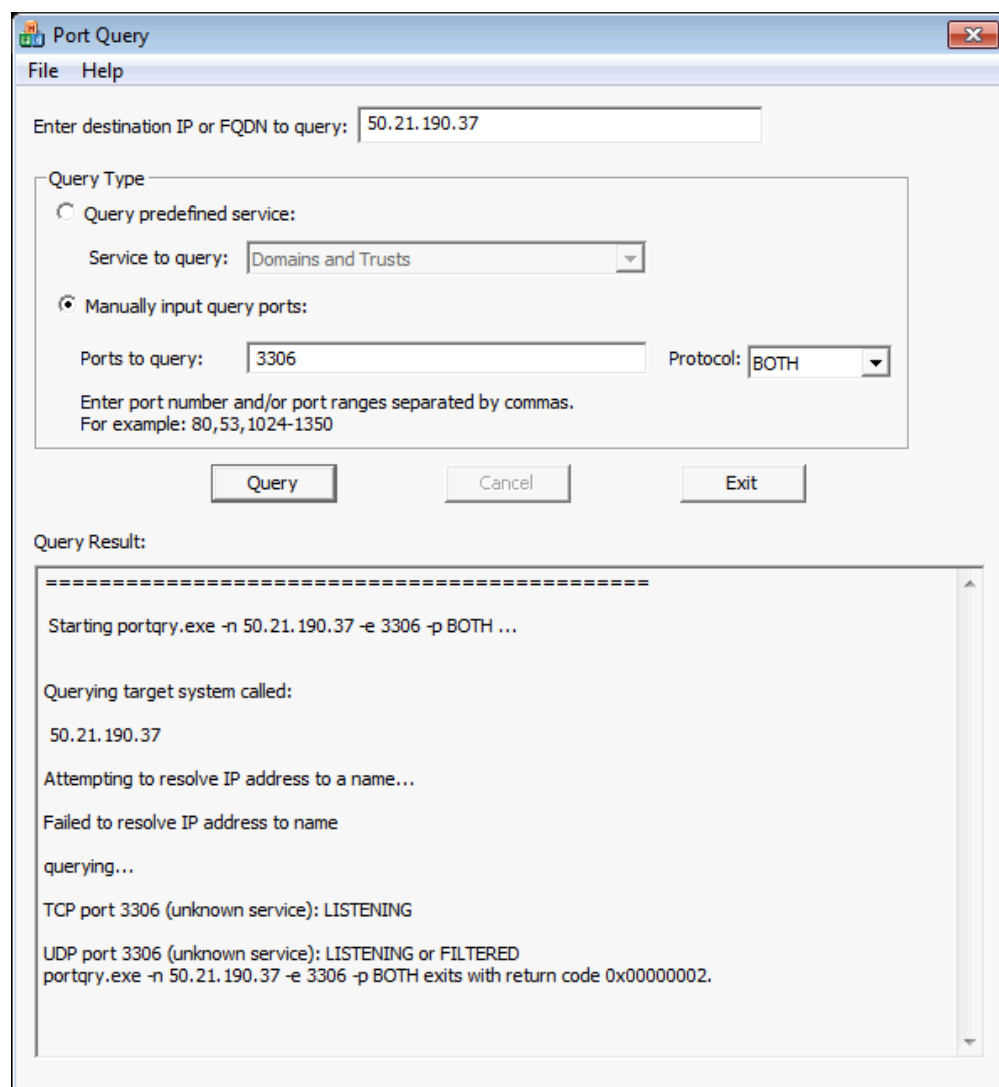 Port Query
File Help
Enter destination IP or FQDN to query: 50.21.190.37
Query Type
Query predefined service:
Service to query: Domains and Trusts
Manually input query ports:
Ports to query: 3306 Protocol: BOTH
Enter port number and/or port ranges separated by commas.
For example: 80,53,1024-1350
Query Cancel Exit
Query Result:
=============================================
Starting portqry.exe -n 50.21.190.37 -e 3306 -p BOTH ...
Querying target system called:
50.21.190.37
Attempting to resolve IP address to a name...
Failed to resolve IP address to name
querying...
TCP port 3306 (unknown service): LISTENING
UDP port 3306 (unknown service): LISTENING or FILTERED
portqry.exe -n 50.21.190.37 -e 3306 -p BOTH exits with return code 0x00000002.